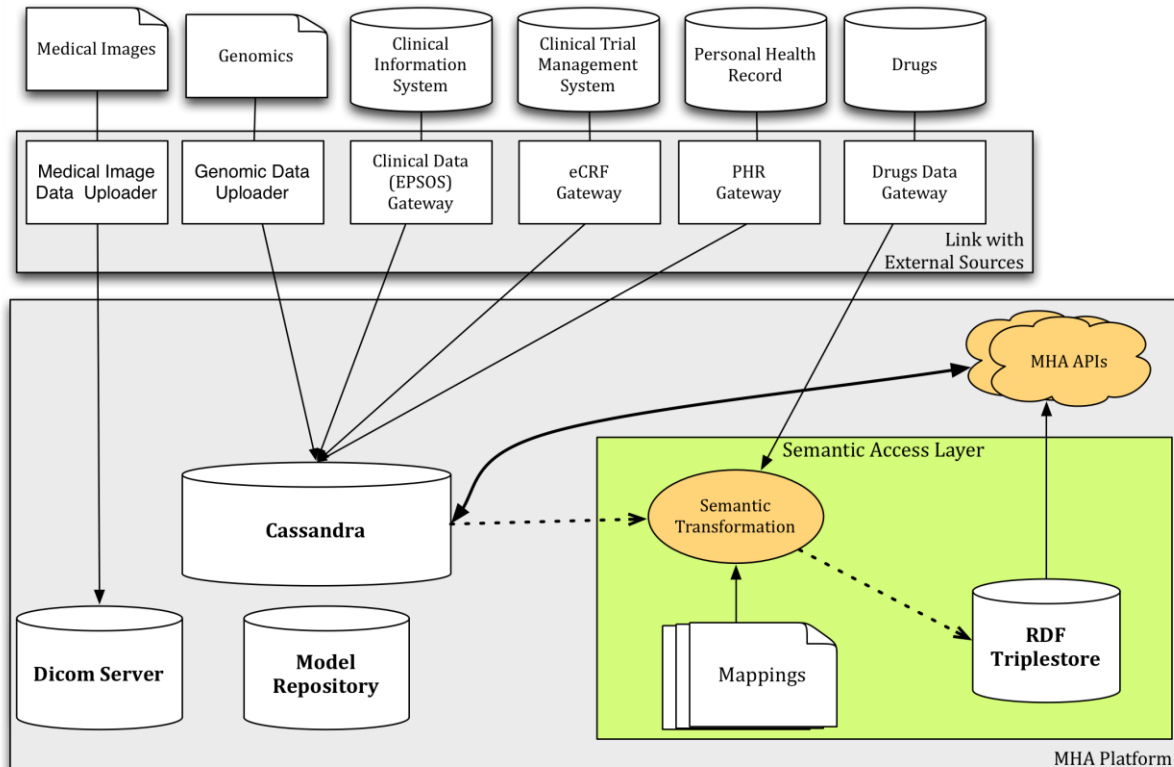 Medical Images
Genomics
Clinical
Information
System
Clinical Trial
Management
System
Personal Health
Record
Drugs
Medical Image
Data Uploader
Genomic Data
Uploader
Clinical Data
(EPSOS)
Gateway
eCRF
Gateway
PHR
Gateway
Drugs Data
Gateway
Link with
External Sources
MHA APIs
Semantic Access Layer
Semantic
Transformation
Cassandra
Dicom Server
Model
Repository
Mappings
RDF
Triplestore
MHA Platform